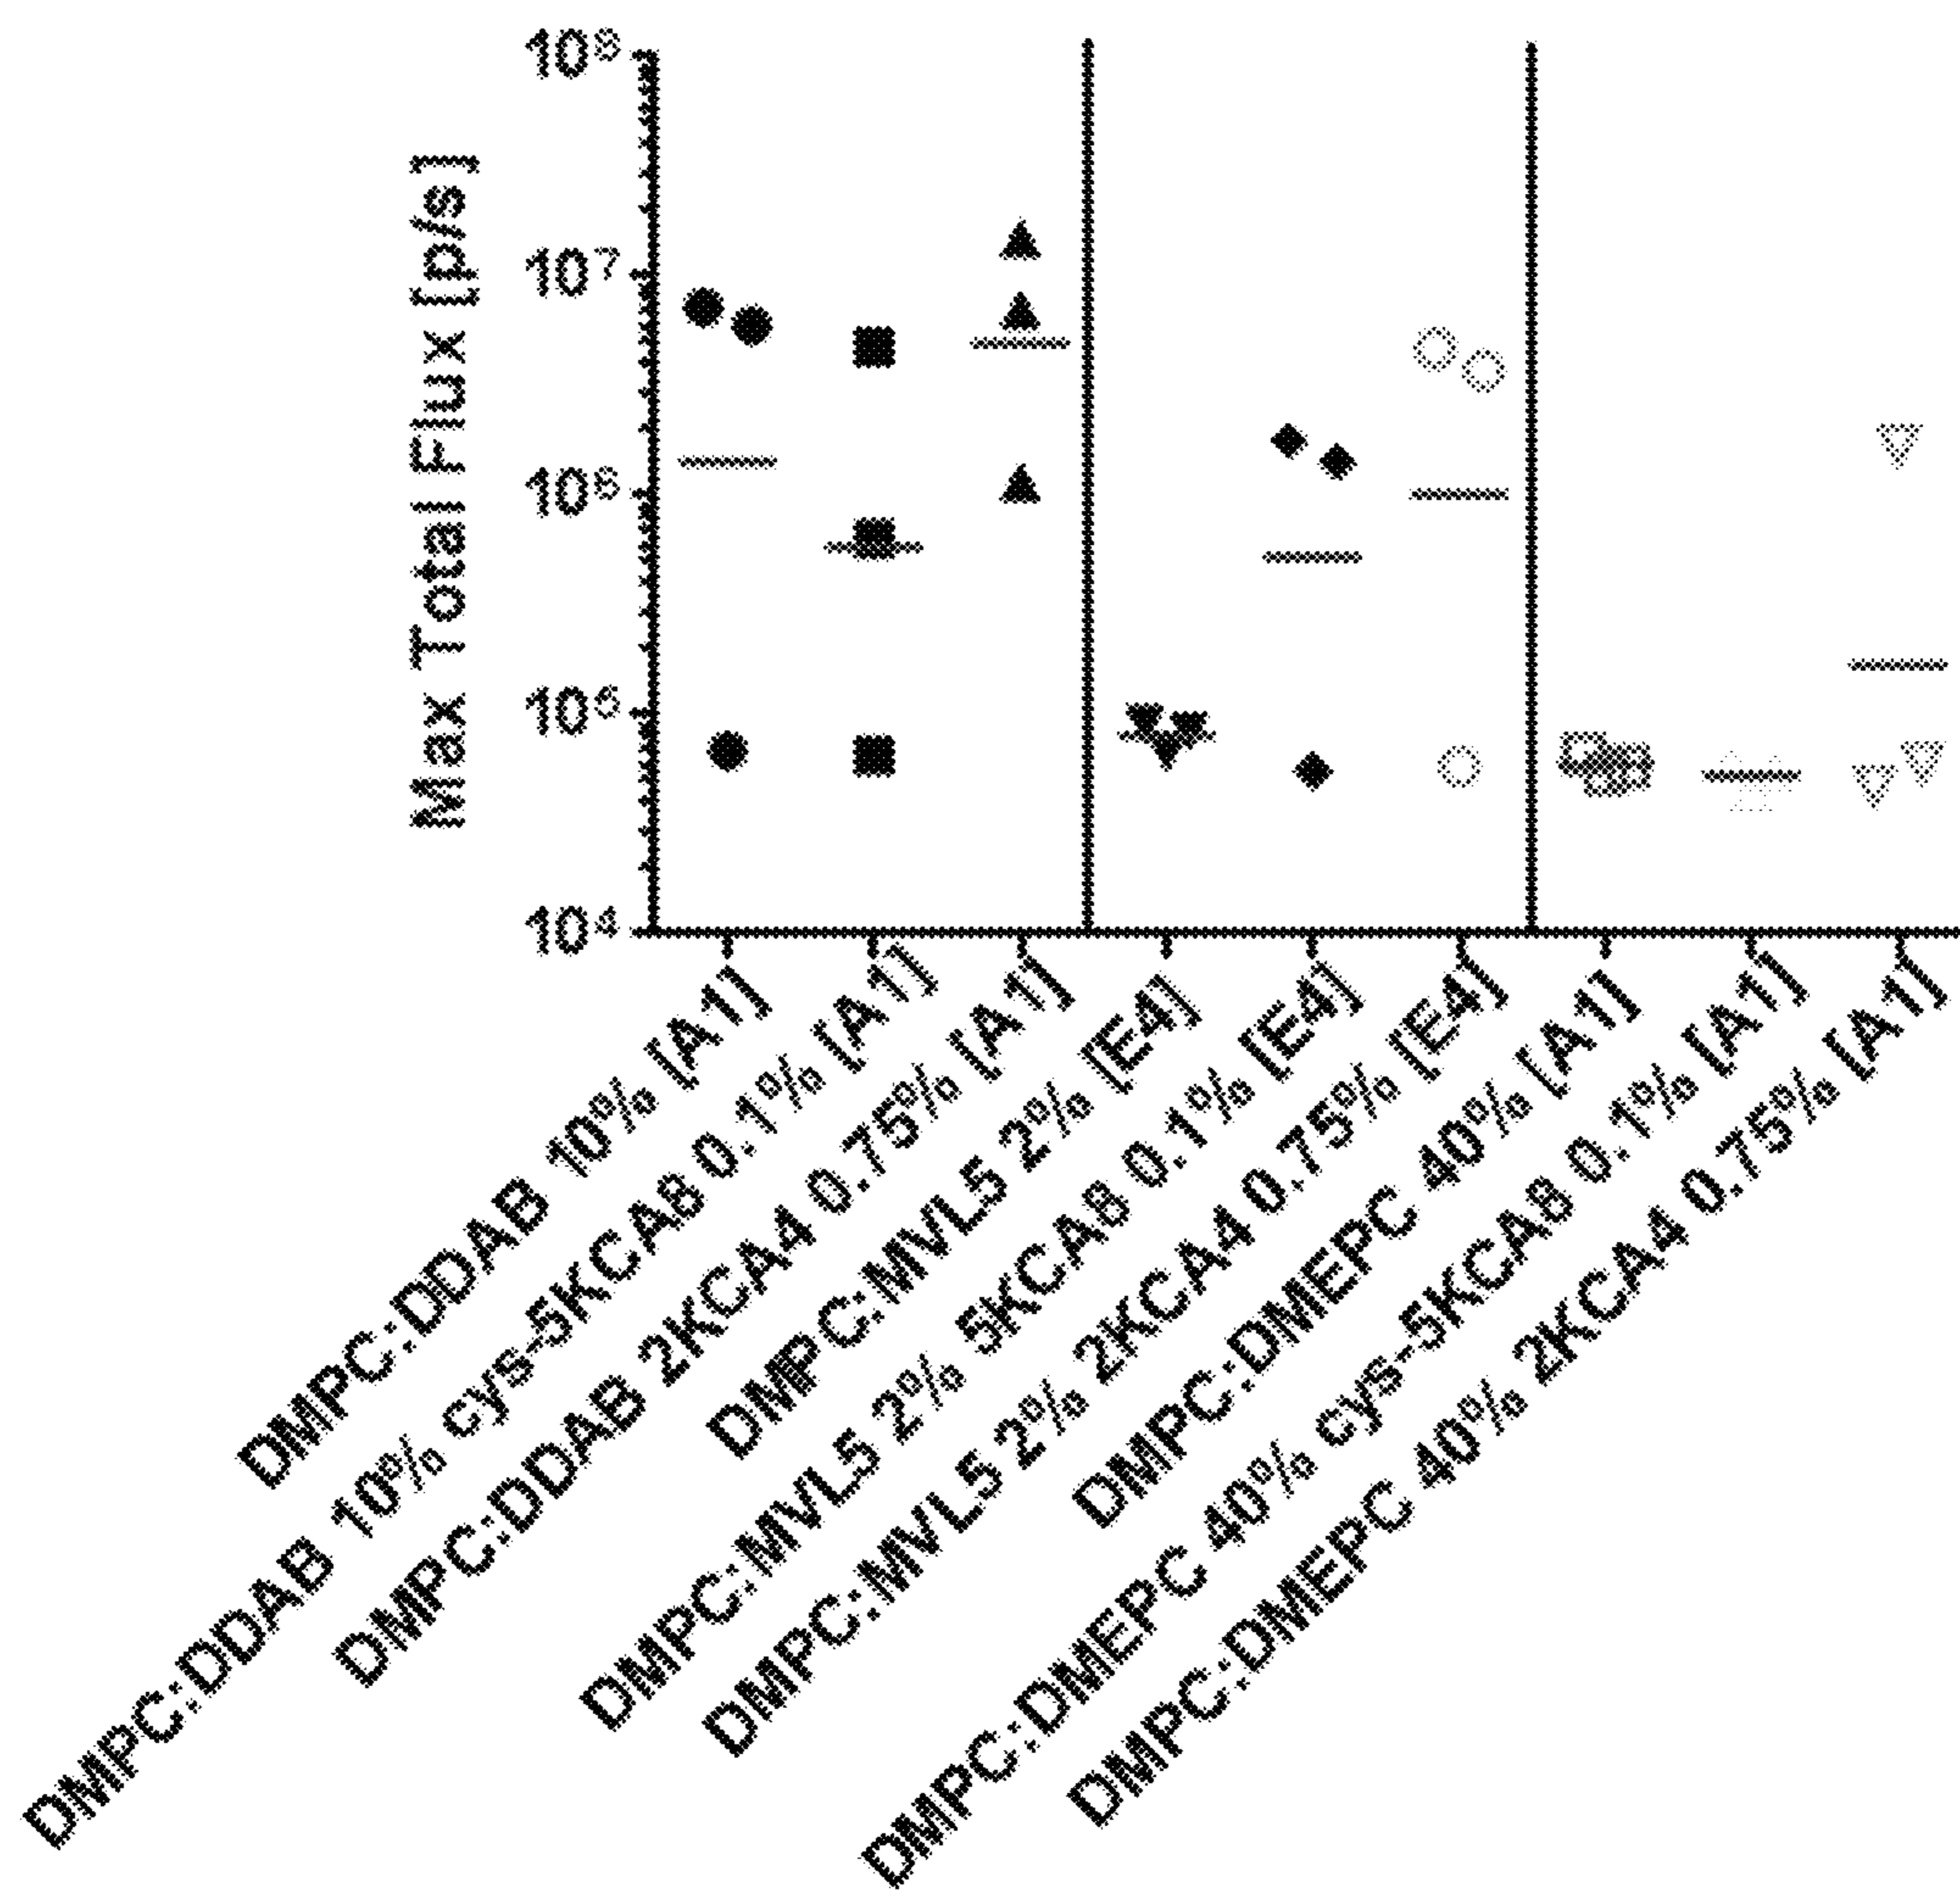 Max Total Flux [p/s]
10⁸
10⁷
10⁶
10⁵
10⁴
DMPC:DDAB 10% [A1]
DMPC:DDAB 10% cys-5KCA8 0.1% [A1]
DMPC:DDAB 2KCA4 0.75% [A1]
DMPC:MVL5 2% [E4]
DMPC:MVL5 2% 5KCA8 0.1% [E4]
DMPC:MVL5 2% 2KCA4 0.75% [E4]
DMPC:DMEPC 40% [A1]
DMPC:DMEPC 40% cys-5KCA8 0.1% [A1]
DMPC:DMEPC 40% 2KCA4 0.75% [A1]